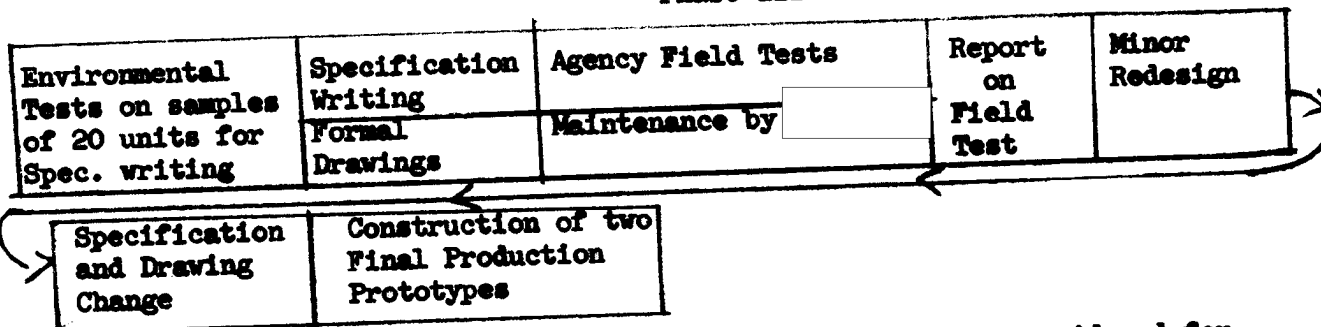 Environmental
Tests on samples
of 20 units for
Spec. writing
Specification
Writing
Formal
Drawings
Agency Field Tests
Maintenance by
Report
on
Field
Test
Minor
Redesign
Specification
and Drawing
Change
Construction of two
Final Production
Prototypes